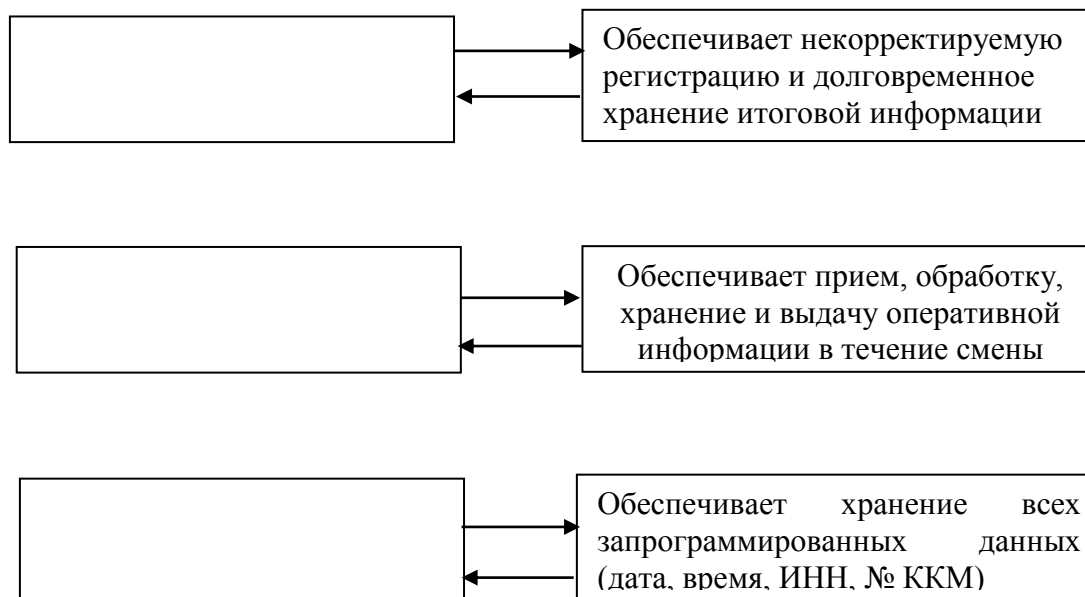 Обеспечивает некорректируемую
регистрацию и долговременное
хранение итоговой информации
Обеспечивает прием, обработку,
хранение и выдачу оперативной
информации в течение смены
Обеспечивает хранение всех
запрограммированных данных
(дата, время, ИНН, № ККМ)